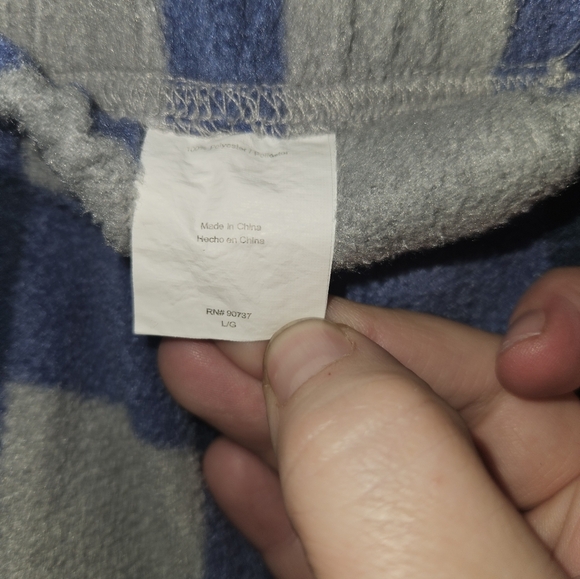 Made in China
Hecho en China
RN# 90737
L/G